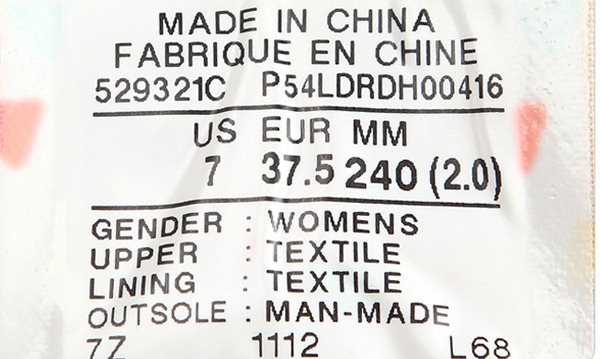 MADE IN CHINA
FABRIQUE EN CHINE
529321C P54LDRDH00416
US EUR MM
7 37.5 240 (2.0)
GENDER : WOMENS
UPPER : TEXTILE
LINING : TEXTILE
OUTSOLE : MAN-MADE
7Z 1112 L68